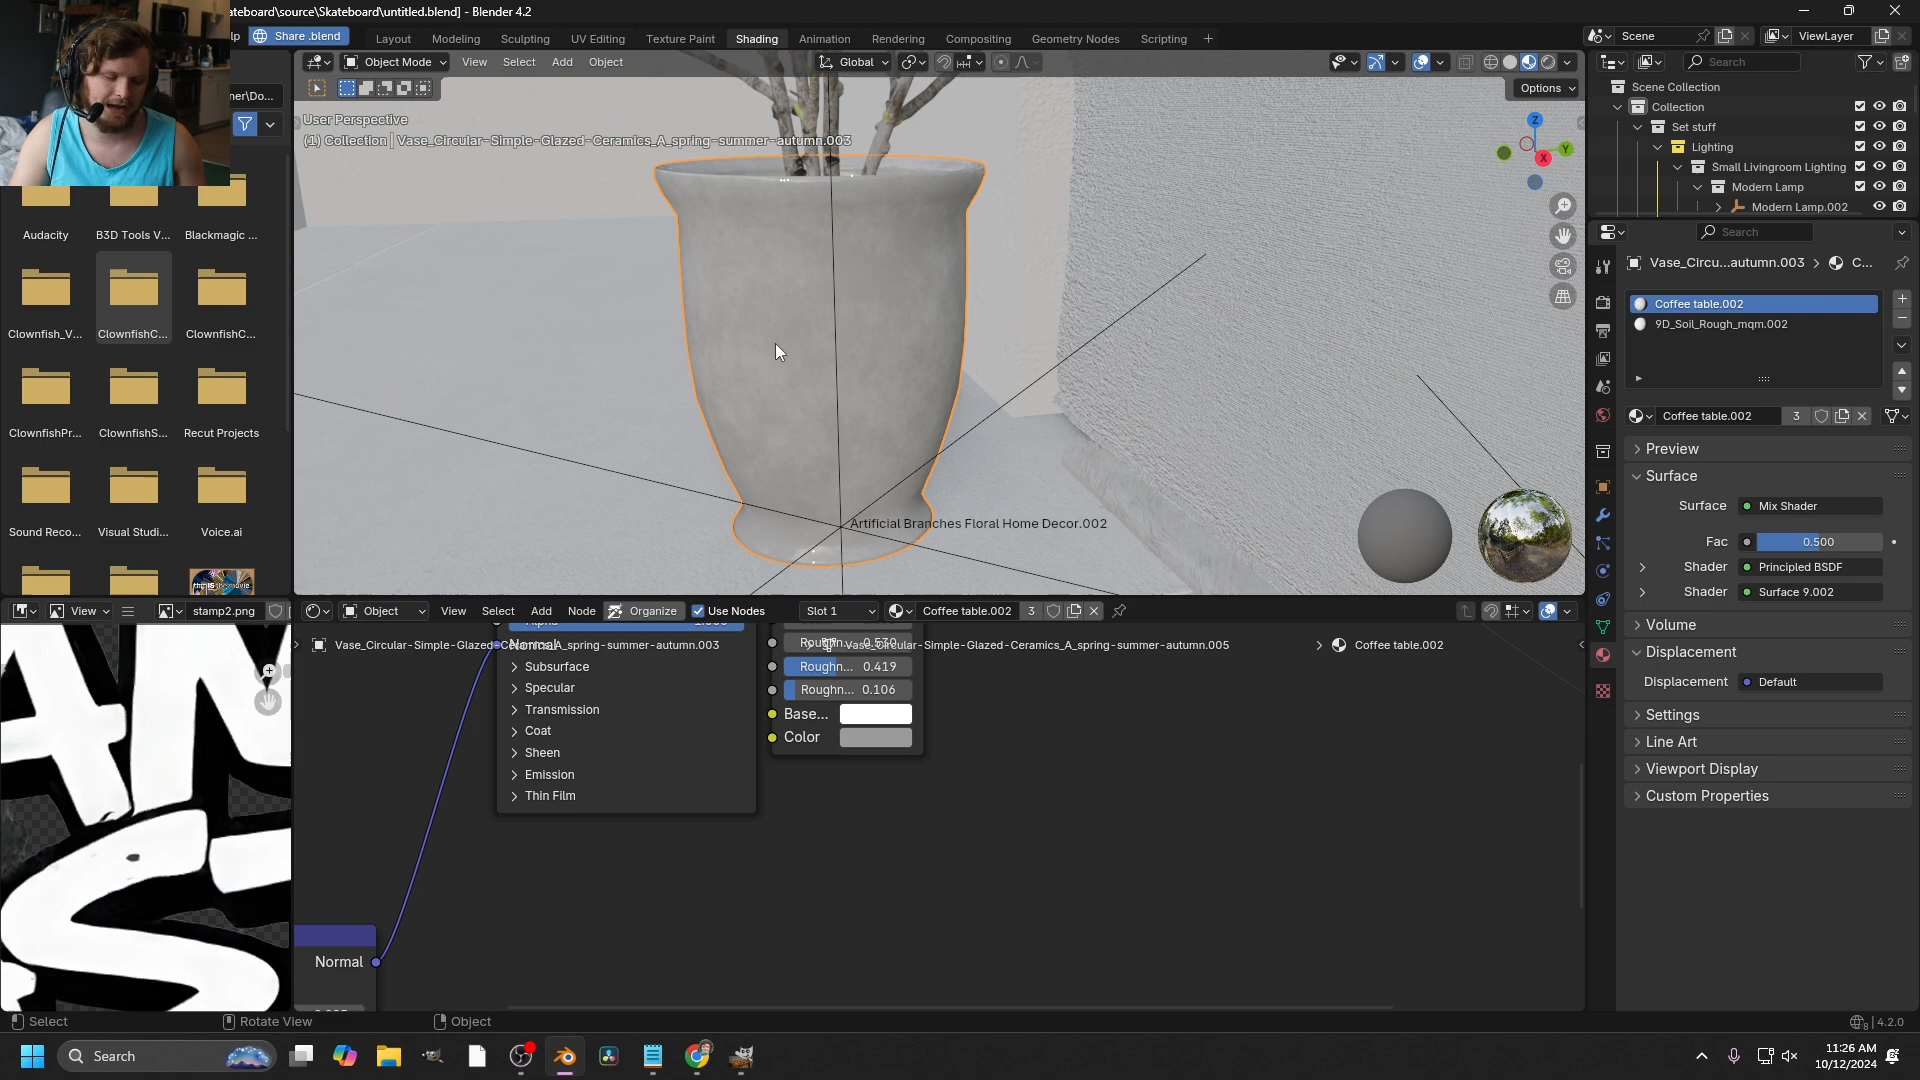 ateboard\source\Skateboard\untitled.blend] - Blender 4.2
lp
Share .blend
Layout
Modeling
Sculpting
UV Editing
Texture Paint
Shading
Animation
Rendering
Compositing
Geometry Nodes
Scripting
+
Scene
ViewLayer
Object Mode
View
Select
Add
Object
Global
Search
Options
ner\Do...
User Perspective
(1) Collection | Vase_Circular-Simple-Glazed-Ceramics_A_spring-summer-autumn.003
Z
Y
X
Scene Collection
Collection
Set stuff
Lighting
Small Livingroom Lighting
Modern Lamp
Modern Lamp.002
Search
Vase_Circu...autumn.003
C...
Coffee table.002
9D_Soil_Rough_mqm.002
Coffee table.002
3
Preview
Surface
Surface
Mix Shader
Fac
0.500
Shader
Principled BSDF
Shader
Surface 9.002
Volume
Displacement
Displacement
Default
Settings
Line Art
Viewport Display
Custom Properties
Audacity
B3D Tools V...
Blackmagic ...
Clownfish_V...
ClownfishC...
ClownfishC...
ClownfishPr...
ClownfishS...
Recut Projects
Sound Reco...
Visual Studi...
Voice.ai
Artificial Branches Floral Home Decor.002
View
stamp2.png
Object
View
Select
Add
Node
Organize
Use Nodes
Slot 1
Coffee table.002
3
Vase_Circular-Simple-Glazed-Ceramics_A_spring-summer-autumn.003
Vase_Circular-Simple-Glazed-Ceramics_A_spring-summer-autumn.005
Coffee table.002
Normal
Subsurface
Specular
Transmission
Coat
Sheen
Emission
Thin Film
0.530
Roughn... 0.419
Roughn... 0.106
Base...
Color
Normal
Select
Rotate View
Object
4.2.0
Search
11:26 AM
10/12/2024